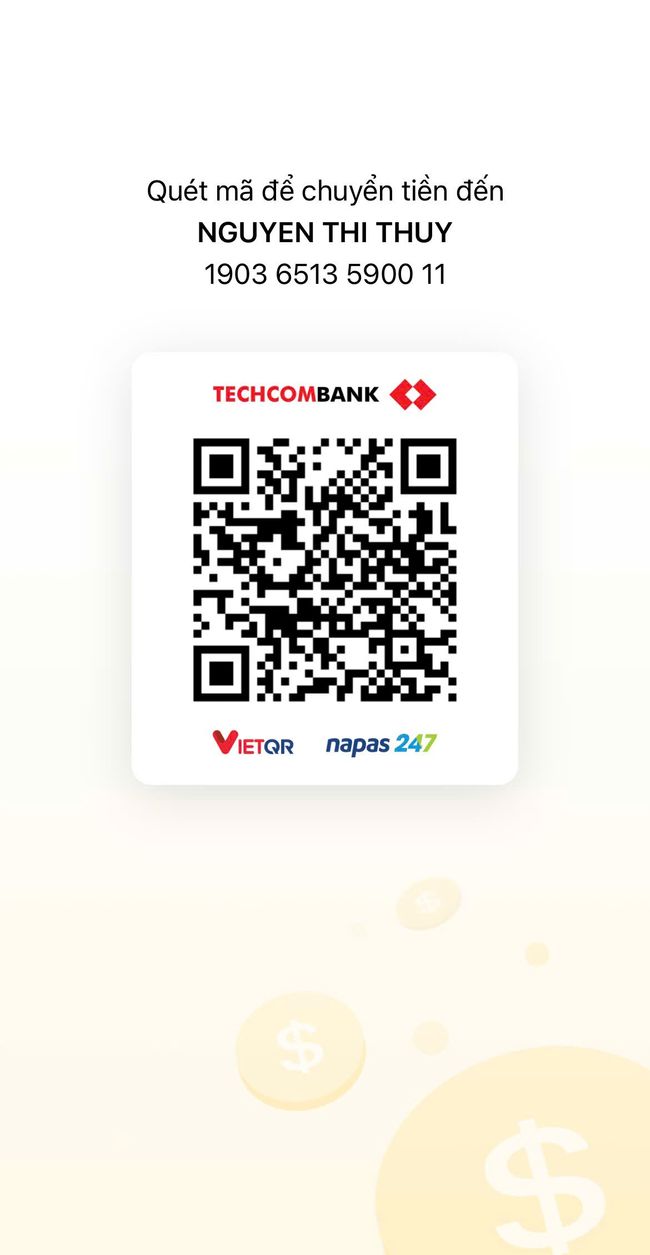 Quét mã để chuyển tiền đến
NGUYEN THI THUY
1903 6513 5900 11
TECHCOMBANK
VIETQR
napas 247
$
$
$